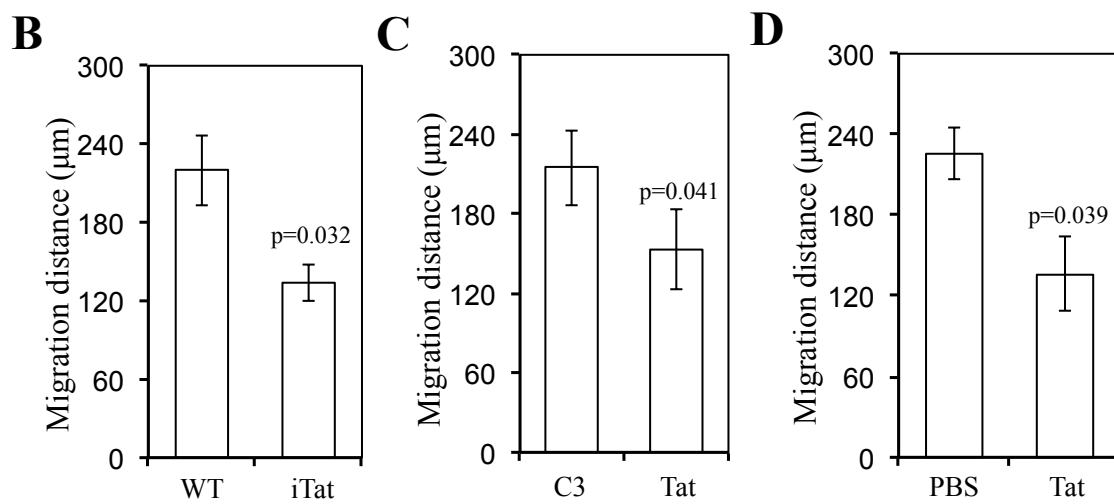 B
Migration distance (μm)
300
240
180
120
60
0
p=0.032
WT iTat
C
Migration distance (μm)
300
240
180
120
60
0
p=0.041
C3 Tat
D
Migration distance (μm)
300
240
180
120
60
0
p=0.039
PBS Tat